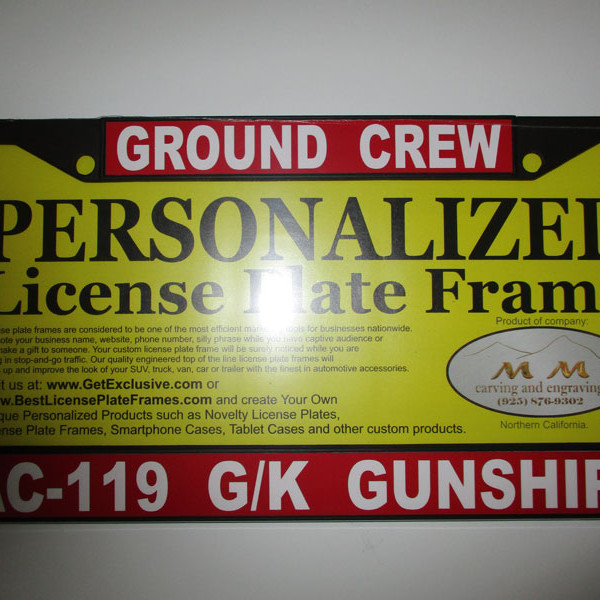 GROUND CREW
PERSONALIZE
License Plate Fram
se plate frames are considered to be one of the most efficient tools for businesses nationwide.
ote your business name, website, phone number, silly phrase while you have captive audience or
make a gift to someone. Your custom license plate frame will be surely noticed while you are
g in stop-and-go traffic. Our quality engineered top of the line license plate frames will
up and improve the look of your SUV, truck, van, car or trailer with the finest in automotive accessories.
t us at: www.GetExclusive.com or
w.BestLicensePlateFrames.com and create Your Own
que Personalized Products such as Novelty License Plates,
nse Plate Frames, Smartphone Cases, Tablet Cases and other custom products.
Product of company:
M M
carving and engraving
(925) 876-9302
Northern California.
AC-119 G/K GUNSHIP